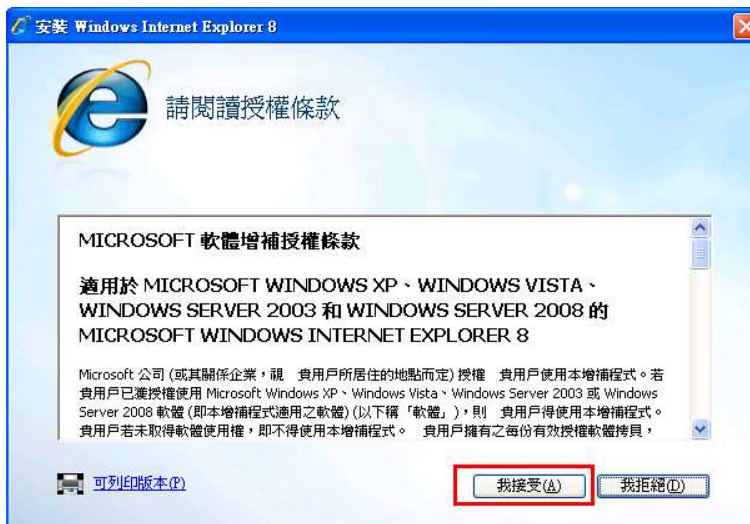 安裝 Windows Internet Explorer 8
請閱讀授權條款
MICROSOFT 軟體增補授權條款
適用於 MICROSOFT WINDOWS XP、WINDOWS VISTA、
WINDOWS SERVER 2003 和 WINDOWS SERVER 2008 的
MICROSOFT WINDOWS INTERNET EXPLORER 8
Microsoft 公司 (或其關係企業，視 貴用戶所居住的地點而定) 授權 貴用戶使用本增補程式。若
貴用戶已獲授權使用 Microsoft Windows XP、Windows Vista、Windows Server 2003 或 Windows
Server 2008 軟體 (即本增補程式適用之軟體) (以下稱「軟體」)，則 貴用戶得使用本增補程式。
貴用戶若未取得軟體使用權，即不得使用本增補程式。 貴用戶擁有之每份有效授權軟體拷貝，
可列印版本(P)
我接受(A)
我拒絕(D)